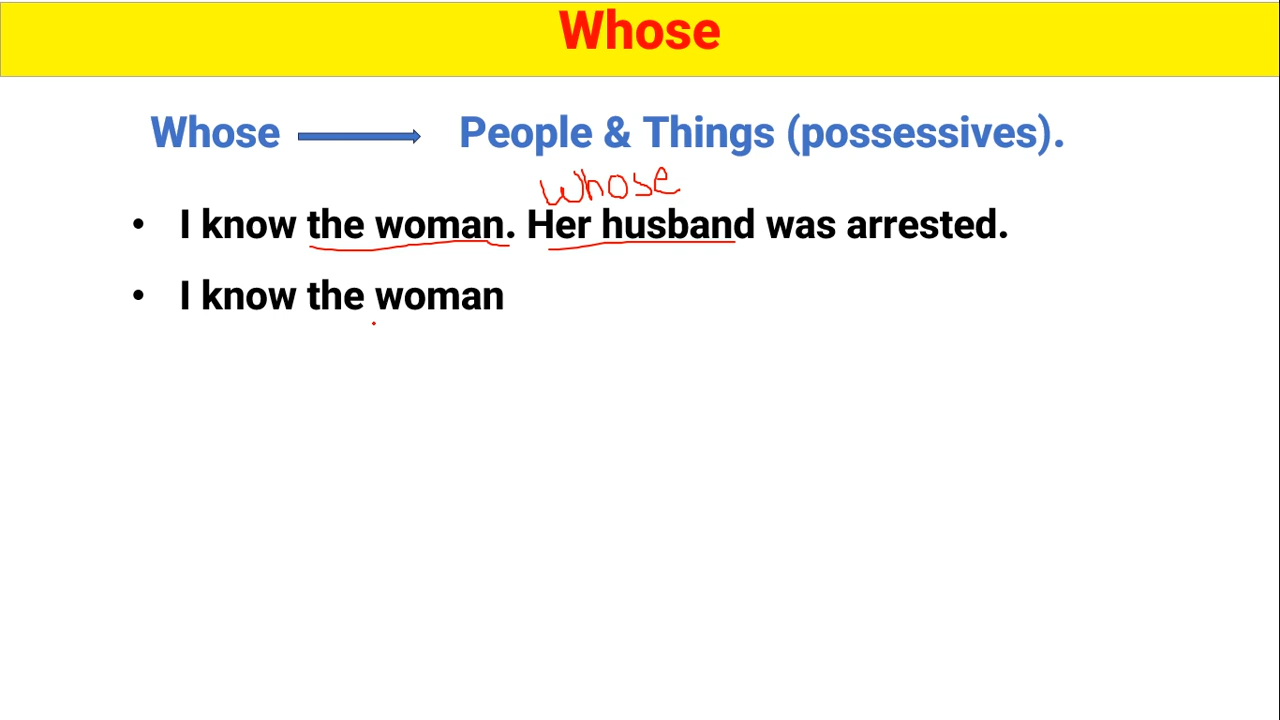 Whose
Whose People & Things (possessives).
whose
• I know the woman. Her husband was arrested.
• I know the woman